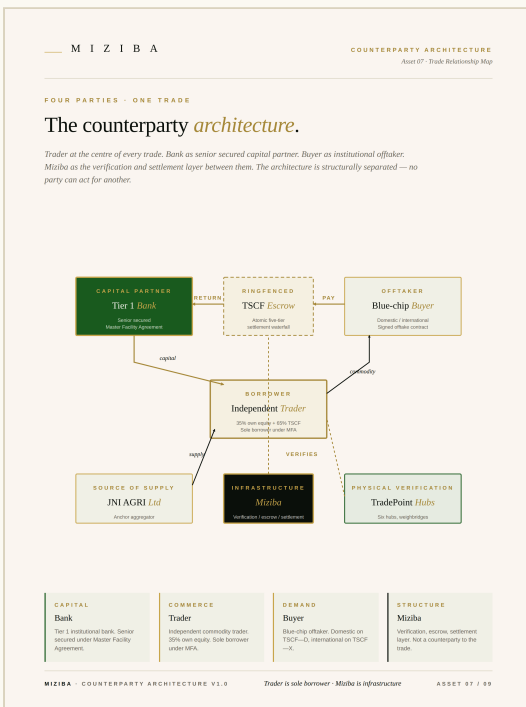 MIZIBA
COUNTERPARTY ARCHITECTURE
Asset 07 · Trade Relationship Map
FOUR PARTIES · ONE TRADE
The counterparty architecture.
Trader at the centre of every trade. Bank as senior secured capital partner. Buyer as institutional offtaker.
Miziba as the verification and settlement layer between them. The architecture is structurally separated — no
party can act for another.
CAPITAL PARTNER
Tier 1 Bank
Senior secured
Master Facility Agreement
RETURN
RINGFENCED
TSCF Escrow
Atomic five-tier
settlement waterfall
PAY
OFFTAKER
Blue-chip Buyer
Domestic / International
Signed offtake contract
capital
commodity
BORROWER
Independent Trader
35% own equity + 65% TSCF
Sole borrower under MFA
supply
VERIFIES
SOURCE OF SUPPLY
JNI AGRI Ltd
Anchor aggregator
INFRASTRUCTURE
Miziba
Verification / escrow / settlement
PHYSICAL VERIFICATION
TradePoint Hubs
Six hubs, weighbridges
CAPITAL
Bank
Tier 1 institutional bank. Senior
secured under Master Facility
Agreement.
COMMERCE
Trader
Independent commodity trader.
35% own equity. Sole borrower
under MFA.
DEMAND
Buyer
Blue-chip offtaker. Domestic on
TSCF—D, international on TSCF
—X.
STRUCTURE
Miziba
Verification, escrow, settlement
layer. Not a counterparty to the
trade.
MIZIBA · COUNTERPARTY ARCHITECTURE V1.0
Trader is sole borrower · Miziba is infrastructure
ASSET 07 / 09